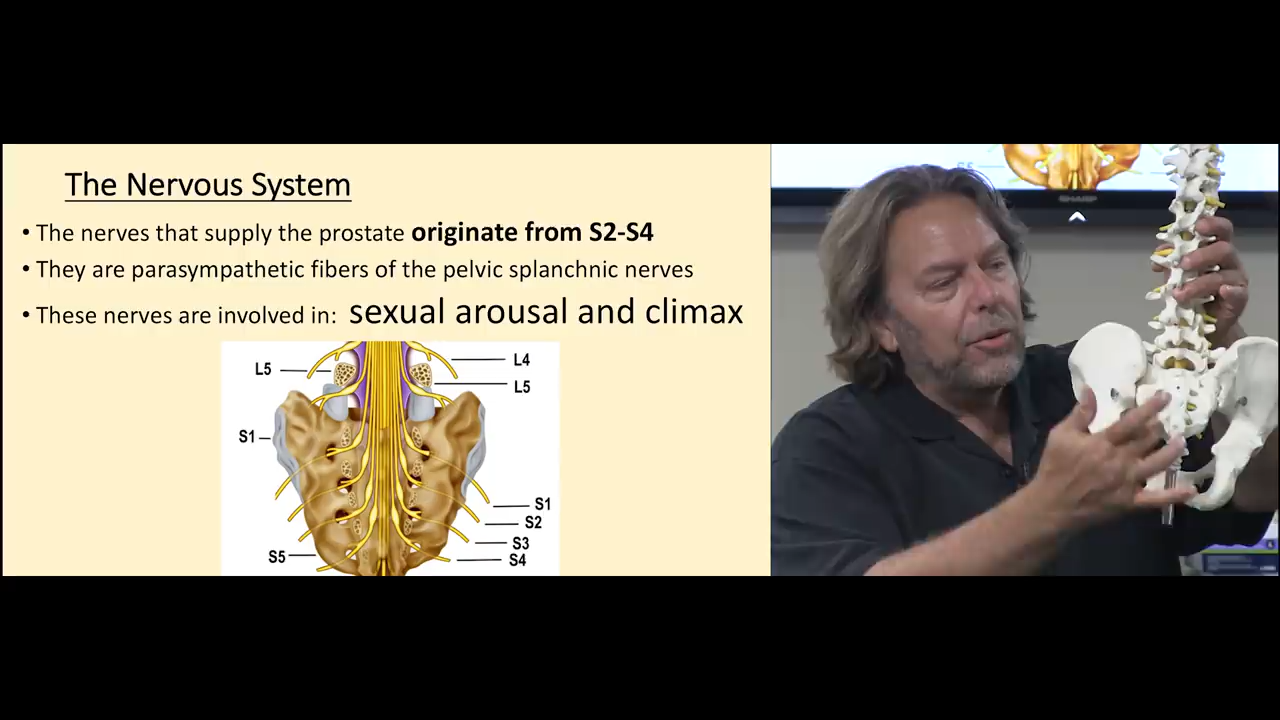 The Nervous System
• The nerves that supply the prostate originate from S2-S4
• They are parasympathetic fibers of the pelvic splanchnic nerves
• These nerves are involved in: sexual arousal and climax
L5
L4
L5
S1
S1
S2
S3
S5
S4
SHARP